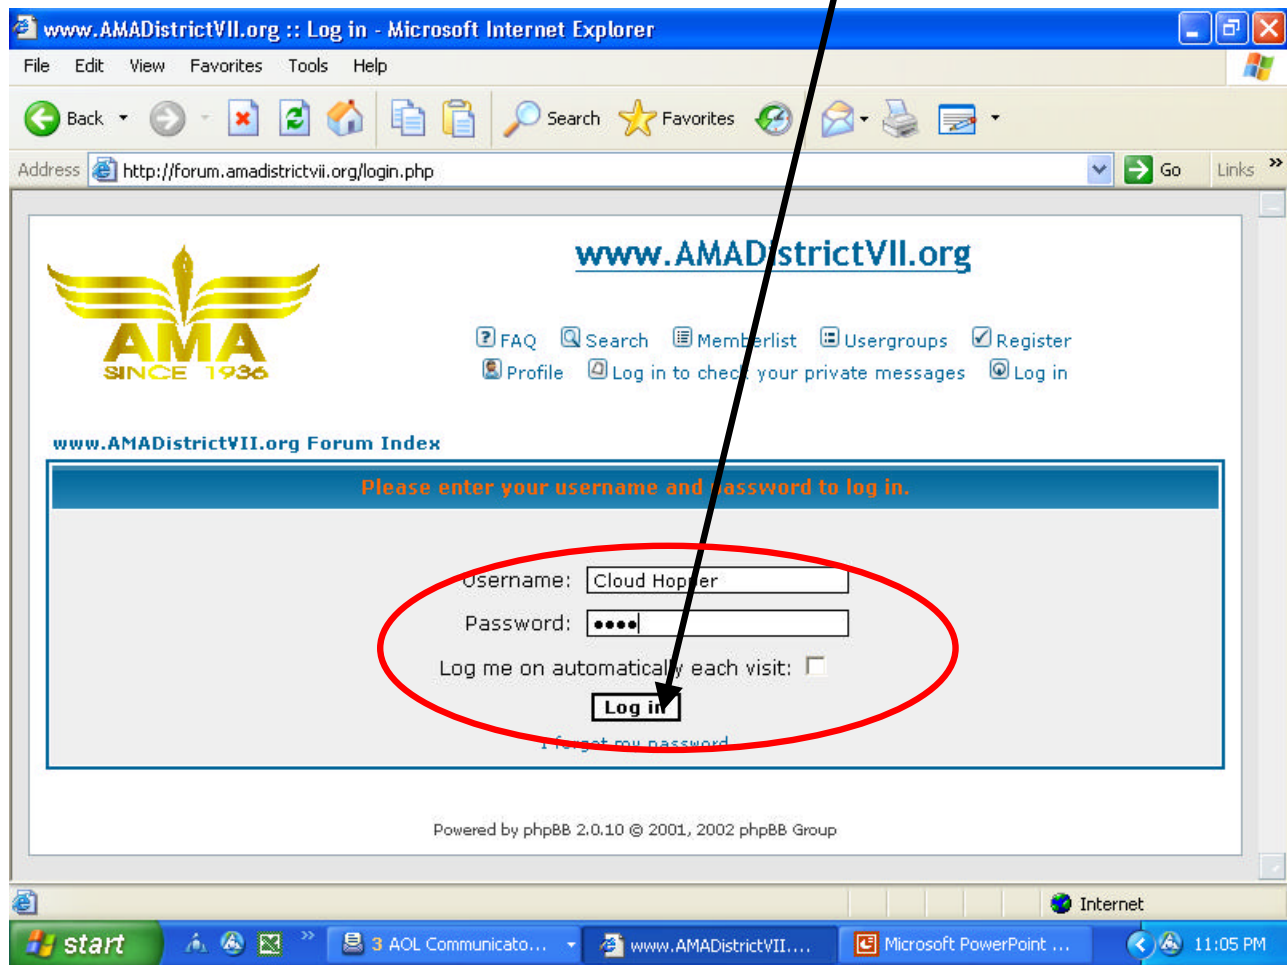 www.AMADistrictVII.org :: Log in - Microsoft Internet Explorer
File Edit View Favorites Tools Help
Back Search Favorites
Address http://forum.amadistrictvii.org/login.php Go Links »
www.AMADistrictVII.org
AMA
SINCE 1936
FAQ Search Memberlist Usergroups Register
Profile Log in to check your private messages Log in
www.AMADistrictVII.org Forum Index
Please enter your username and password to log in.
Username: Cloud Hopper
Password: ••••
Log me on automatically each visit:
Log in
I forgot my password
Powered by phpBB 2.0.10 © 2001, 2002 phpBB Group
Internet
start » 3 AOL Communicato... www.AMADistrictVII.... Microsoft PowerPoint ... 11:05 PM